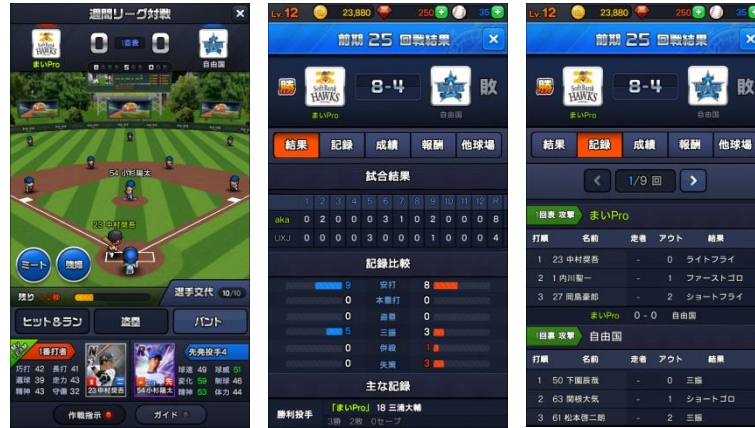 週間リーグ対戦
×
SoftBank HAWKS
0
1回表
0
まいPro
自由国
54 小杉陽太
23 中村奨吾
ミート
強振
残り
選手交代 10/10
ヒット&ラン
盗塁
バント
MY TEAM
1番打者
先発投手4
巧打 42 長打 41
選球 39 走力 43
精神 43 守備 32
23 中村奨吾
54 小杉陽太
球速 49 球威 51
変化 59 制球 46
精神 53 体力 44
作戦指示
ガイド
Lv.12
23,880
250
35
前期 25 回戦結果
×
勝
SoftBank HAWKS
8-4
敗
まいPro
自由国
結果
記録
成績
報酬
他球場
試合結果
1 2 3 4 5 6 7 8 9 10 11 12 R
aka 0 2 0 0 0 3 1 0 2 0 0 0 8
UXJ 0 0 0 0 3 0 0 0 1 0 0 0 4
記録比較
9 安打 8
0 本塁打 0
0 盗塁 0
5 三振 3
0 併殺 1
0 失策 3
主な記録
勝利投手
「まいPro」 18 三浦大輔
3勝 2敗 0セーブ
Lv.12
23,880
250
35
前期 25 回戦結果
×
勝
SoftBank HAWKS
8-4
敗
まいPro
自由国
結果
記録
成績
報酬
他球場
<
1/9 回
>
1回表 攻撃 まいPro
打順 名前 走者 アウト 結果
1 23 中村奨吾 - 0 ライトフライ
2 1 内川聖一 - 1 ファーストゴロ
3 27 岡島豪郎 - 2 ショートフライ
まいPro 0 - 0 自由国
1回裏 攻撃 自由国
打順 名前 走者 アウト 結果
1 50 下園辰哉 - 0 三振
2 63 関根大気 - 1 ショートゴロ
3 61 松本啓二朗 - 2 三振